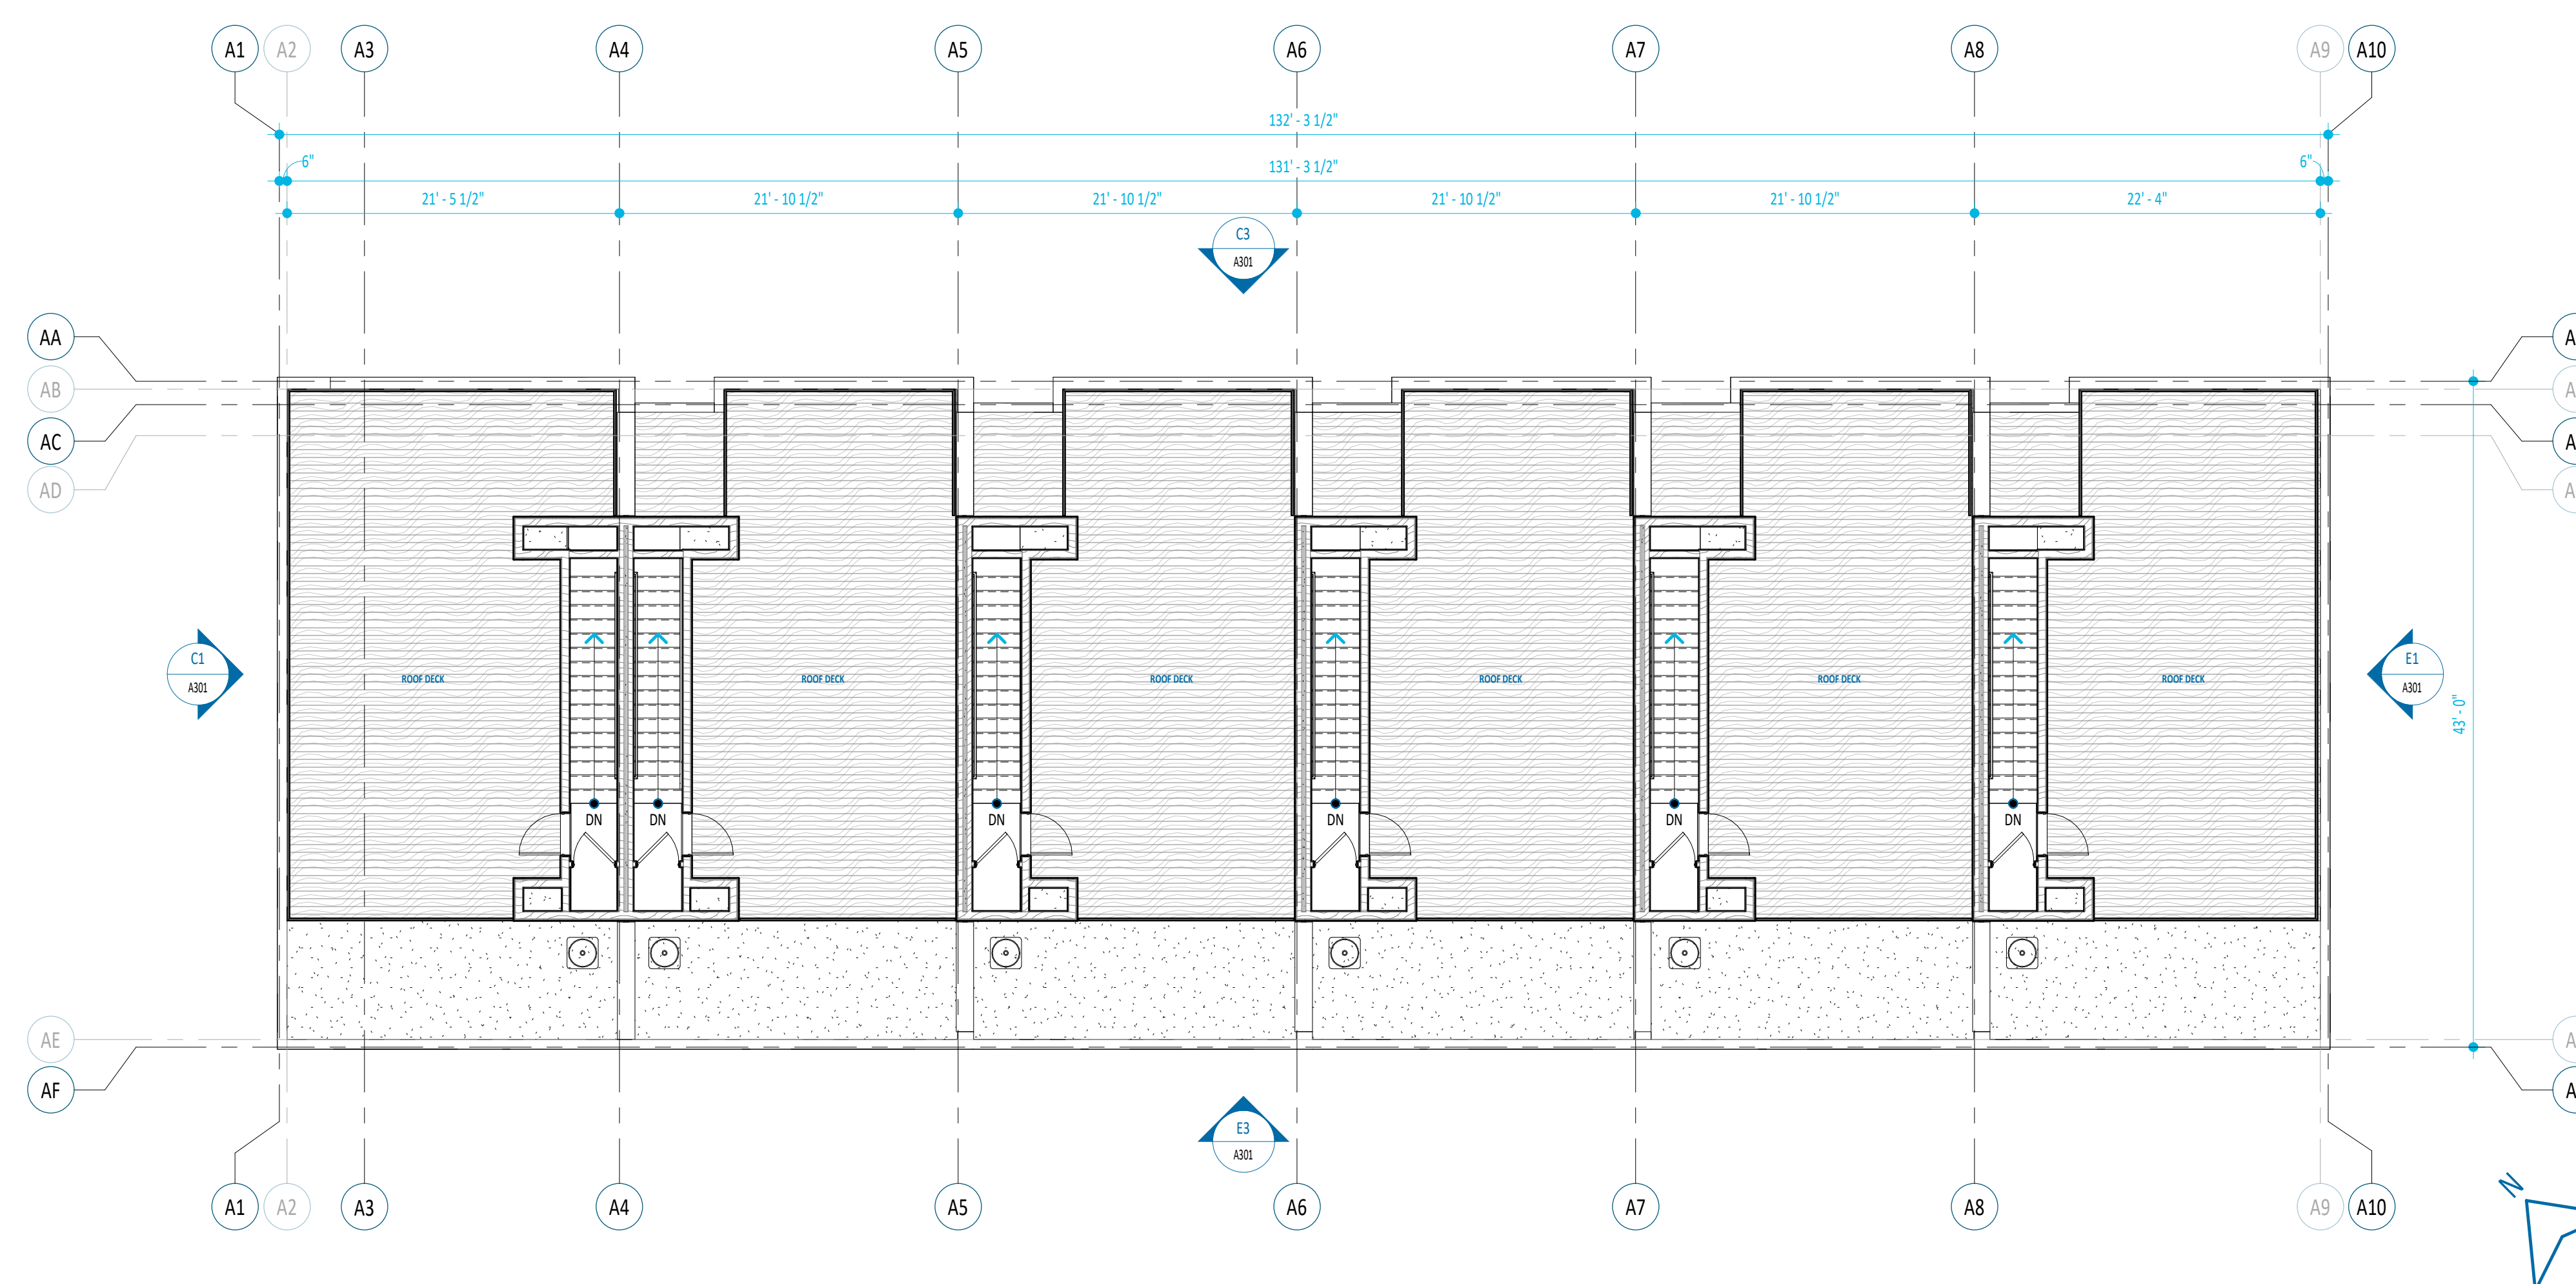 A1 A2 A3 A4 A5 A6 A7 A8 A9 A10
132' - 3 1/2"
6" 131' - 3 1/2" 6"
21' - 5 1/2" 21' - 10 1/2" 21' - 10 1/2" 21' - 10 1/2" 21' - 10 1/2" 22' - 4"
C3
A301
AA
AB
AC
AD
C1
A301
ROOF DECK ROOF DECK ROOF DECK ROOF DECK ROOF DECK ROOF DECK
E1
A301
43' - 0"
DN DN DN DN DN DN
AE
AF
E3
A301
N
A1 A2 A3 A4 A5 A6 A7 A8 A9 A10